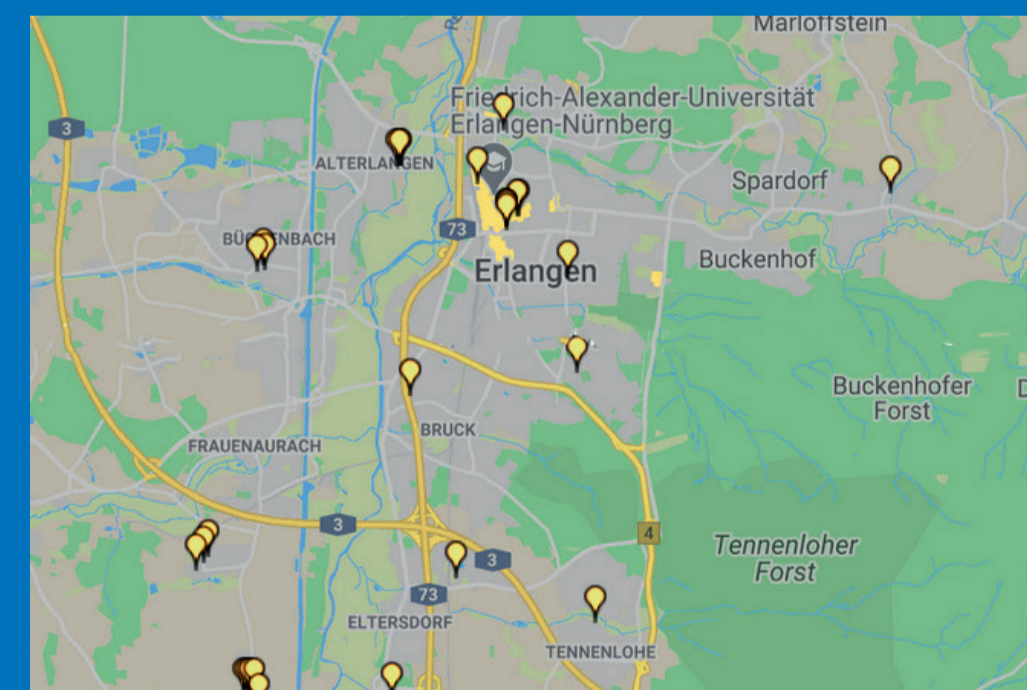 Marloffstein
Friedrich-Alexander-Universität
Erlangen-Nürnberg
3
ALTERLANGEN
Spardorf
73
BÜCHENBACH
Buckenhof
Erlangen
Buckenhofer
Forst
BRUCK
FRAUENAURACH
3
4
Tennenloher
Forst
3
73
ELTERSDORF
TENNENLOHE